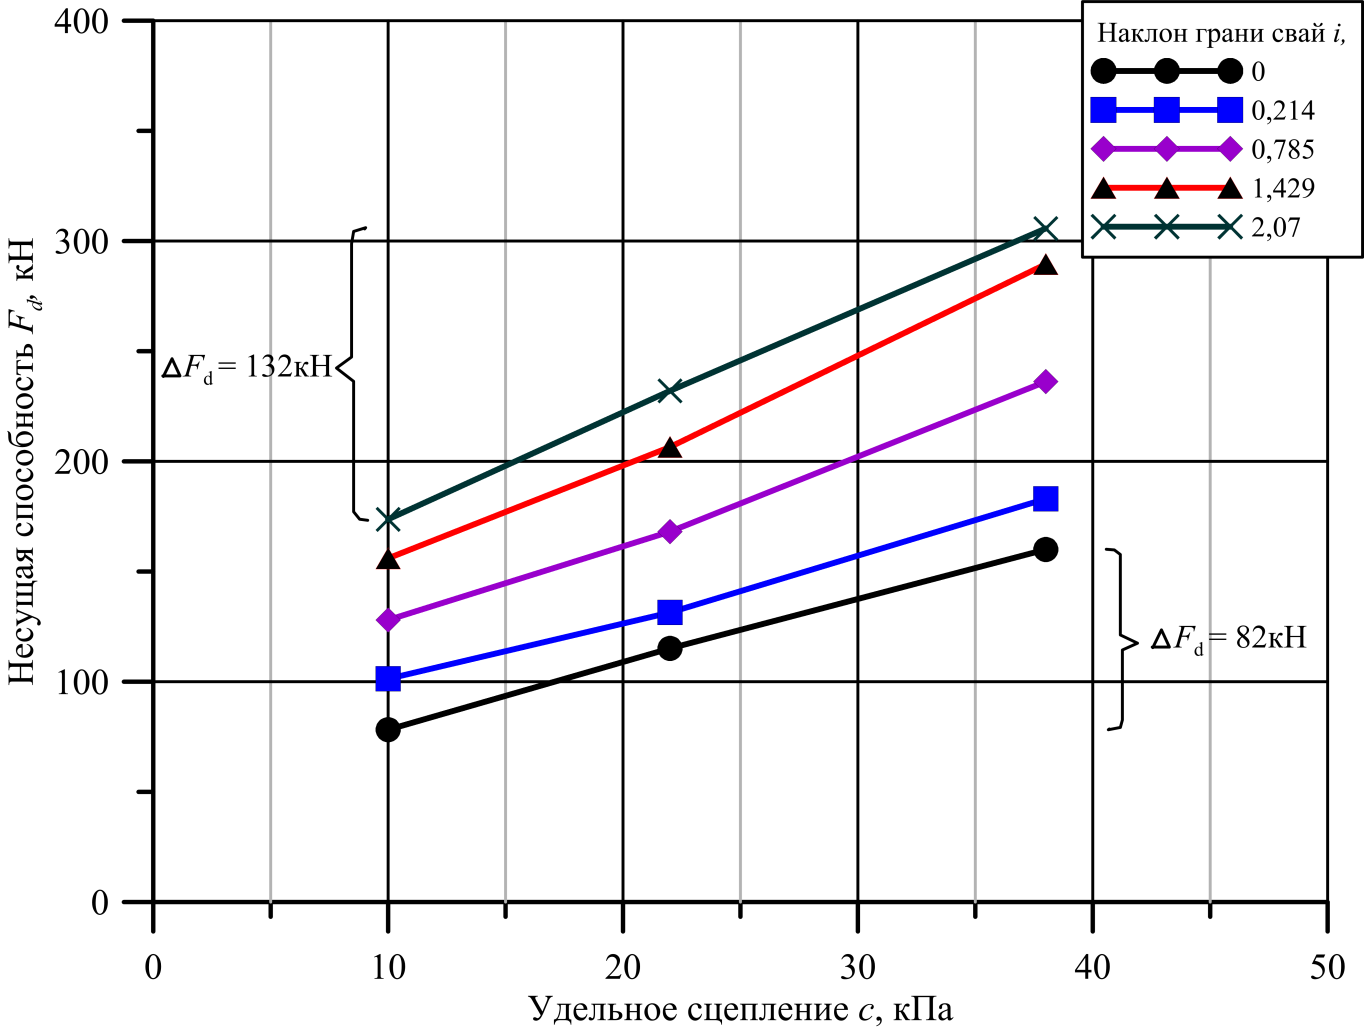 Наклон грани свай i,
0
0,214
0,785
1,429
2,07
400
300
200
100
0
Несущая способность Fd, кН
ΔFd = 132кН
ΔFd = 82кН
0 10 20 30 40 50
Удельное сцепление c, кПа